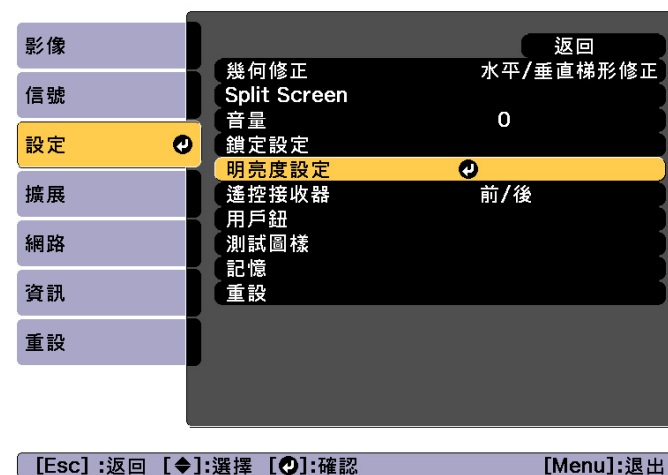 影像
信號
設定
擴展
網路
資訊
重設
返回
幾何修正 水平/垂直梯形修正
Split Screen
音量 0
鎖定設定
明亮度設定
遙控接收器 前/後
用戶鈕
測試圖樣
記憶
重設
[Esc] :返回 [◆]:選擇 [↵]:確認 [Menu]:退出